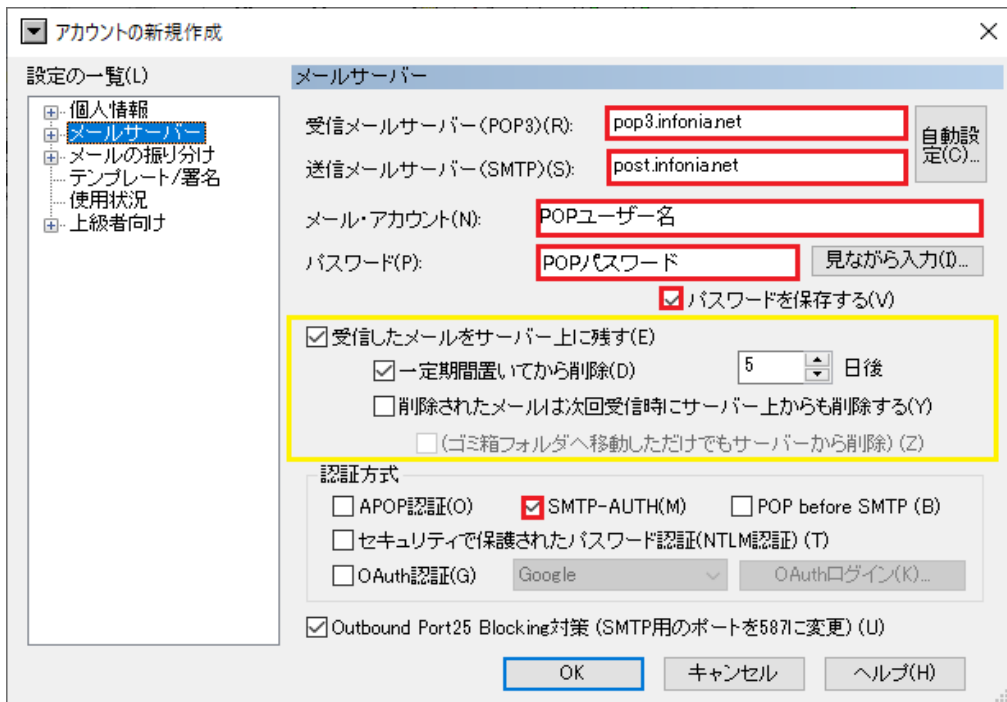 アカウントの新規作成
設定の一覧(L)
個人情報
メールサーバー
メールの振り分け
テンプレート/署名
使用状況
上級者向け
メールサーバー
受信メールサーバー(POP3)(R): pop3.infonia.net
自動設定(C)...
送信メールサーバー(SMTP)(S): post.infonia.net
メール・アカウント(N): POPユーザー名
パスワード(P): POPパスワード 見ながら入力(I)...
パスワードを保存する(V)
受信したメールをサーバー上に残す(E)
一定期間置いてから削除(D) 5 日後
削除されたメールは次回受信時にサーバー上からも削除する(Y)
(ゴミ箱フォルダへ移動しただけでもサーバーから削除) (Z)
認証方式
APOP認証(O) SMTP-AUTH(M) POP before SMTP (B)
セキュリティで保護されたパスワード認証(NTLM認証) (T)
OAuth認証(G) Google OAuthログイン(K)...
Outbound Port25 Blocking対策 (SMTP用のポートを587に変更) (U)
OK キャンセル ヘルプ(H)